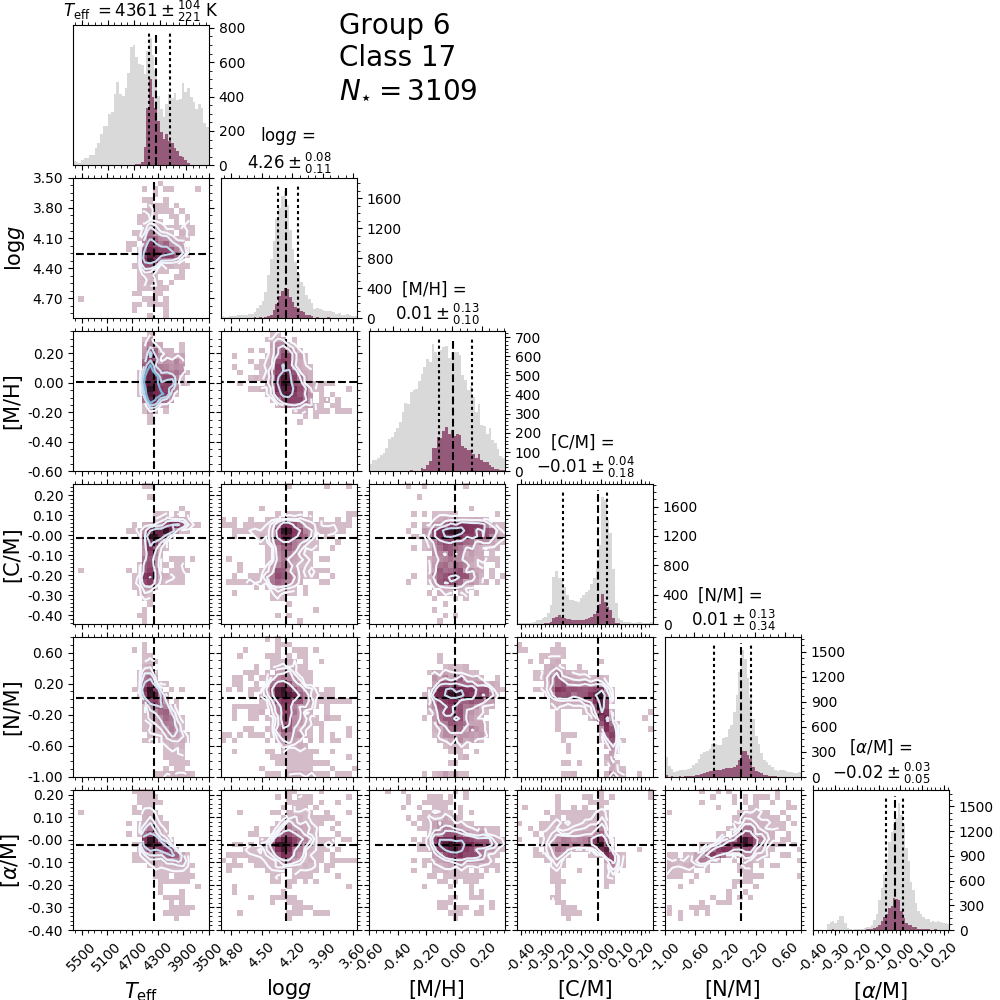 T_eff = 4361 ± 104 221 K
Group 6
Class 17
N⋆ = 3109
800
600
400
200
0
log g =
4.26 ± 0.08 0.11
3.50
3.80
4.10
4.40
4.70
log g
1600
1200
800
400
0
[M/H] =
0.01 ± 0.13 0.10
0.20
0.00
-0.20
-0.40
-0.60
[M/H]
700
600
500
400
300
200
100
0
[C/M] =
−0.01 ± 0.04 0.18
0.20
0.10
-0.00
-0.10
-0.20
-0.30
-0.40
[C/M]
1600
1200
800
400
0
[N/M] =
0.01 ± 0.13 0.34
0.60
0.20
-0.20
-0.60
-1.00
[N/M]
1500
1200
900
600
300
0
[α/M] =
−0.02 ± 0.03 0.05
0.20
0.10
-0.00
-0.10
-0.20
-0.30
-0.40
[α/M]
1500
1200
900
600
300
0
5500 5100 4700 4300 3900 3500
4.80 4.50 4.20 3.90 3.60
-0.60 -0.40 -0.20 0.00 0.20
-0.40 -0.30 -0.20 -0.10 -0.00 0.10 0.20
-1.00 -0.60 -0.20 0.20 0.60
-0.40 -0.30 -0.20 -0.10 -0.00 0.10 0.20
T_eff log g [M/H] [C/M] [N/M] [α/M]